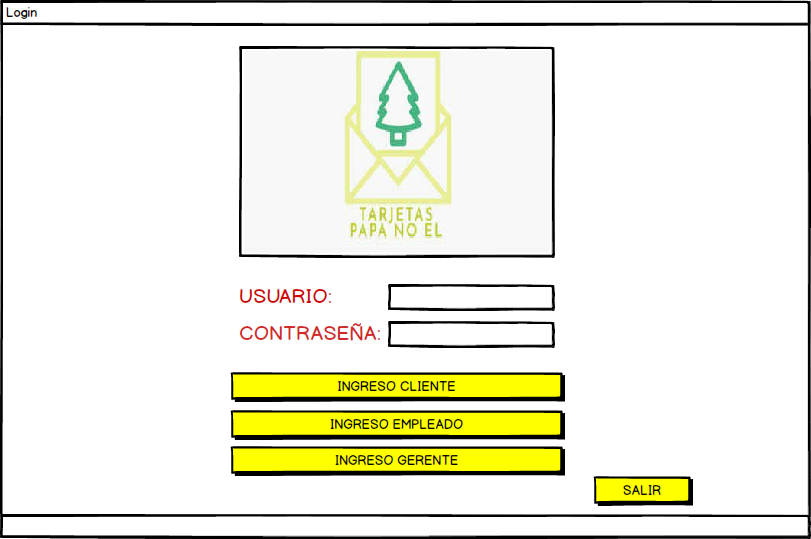 Login
TARJETAS
PAPA NO EL
USUARIO:
CONTRASEÑA:
INGRESO CLIENTE
INGRESO EMPLEADO
INGRESO GERENTE
SALIR